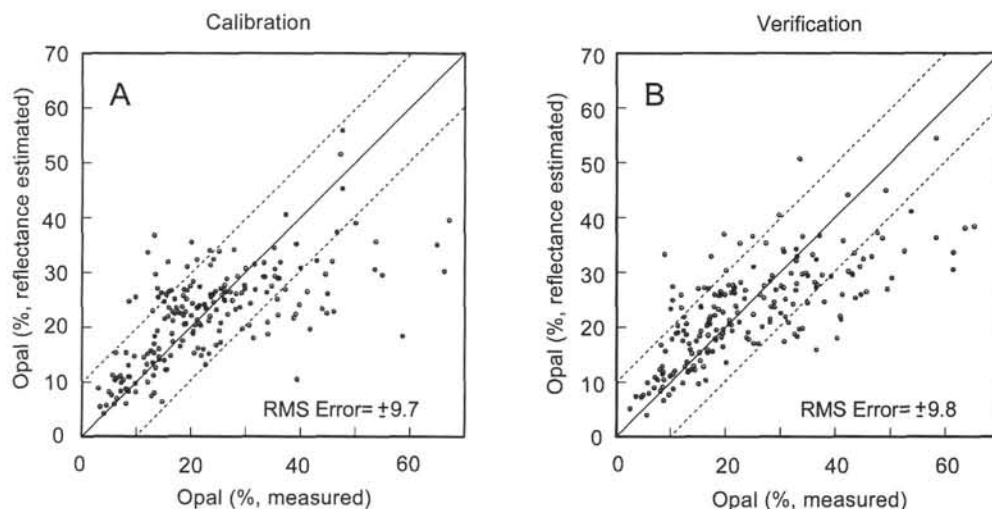 Calibration
Verification
A
70
60
50
40
30
20
10
0
Opal (%, reflectance estimated)
RMS Error= ±9.7
0 20 40 60
Opal (%, measured)
B
70
60
50
40
30
20
10
0
Opal (%, reflectance estimated)
RMS Error= ±9.8
0 20 40 60
Opal (%, measured)